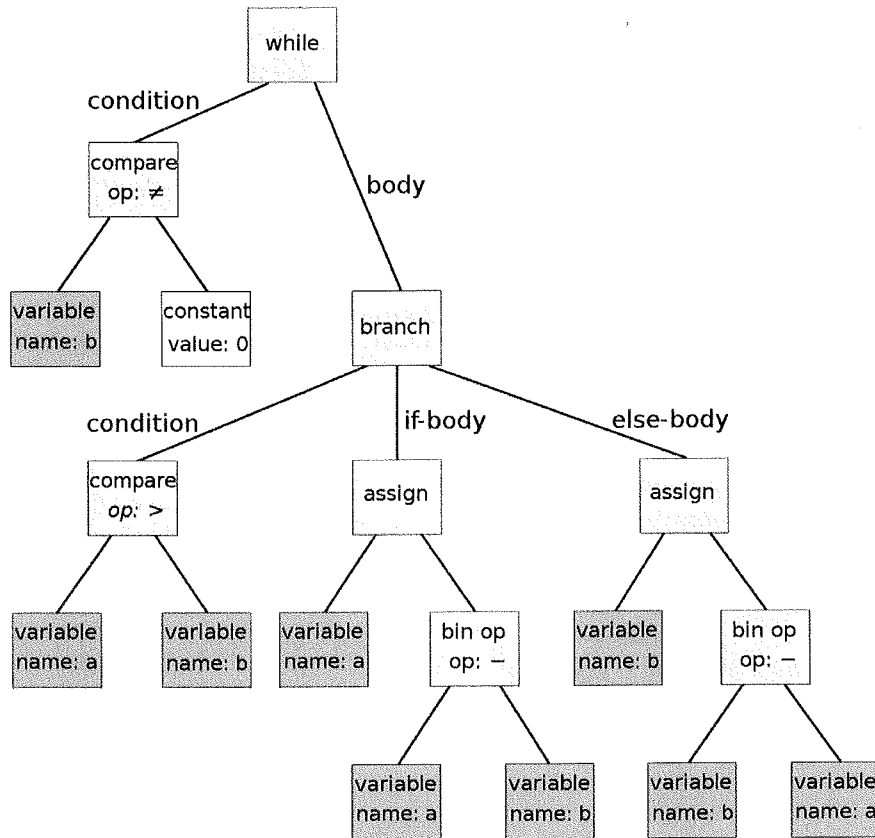 while
condition
compare
op: ≠
body
variable
name: b
constant
value: 0
branch
condition
if-body
else-body
compare
op: >
assign
assign
variable
name: a
variable
name: b
variable
name: a
bin op
op: −
variable
name: b
bin op
op: −
variable
name: a
variable
name: b
variable
name: b
variable
name: a